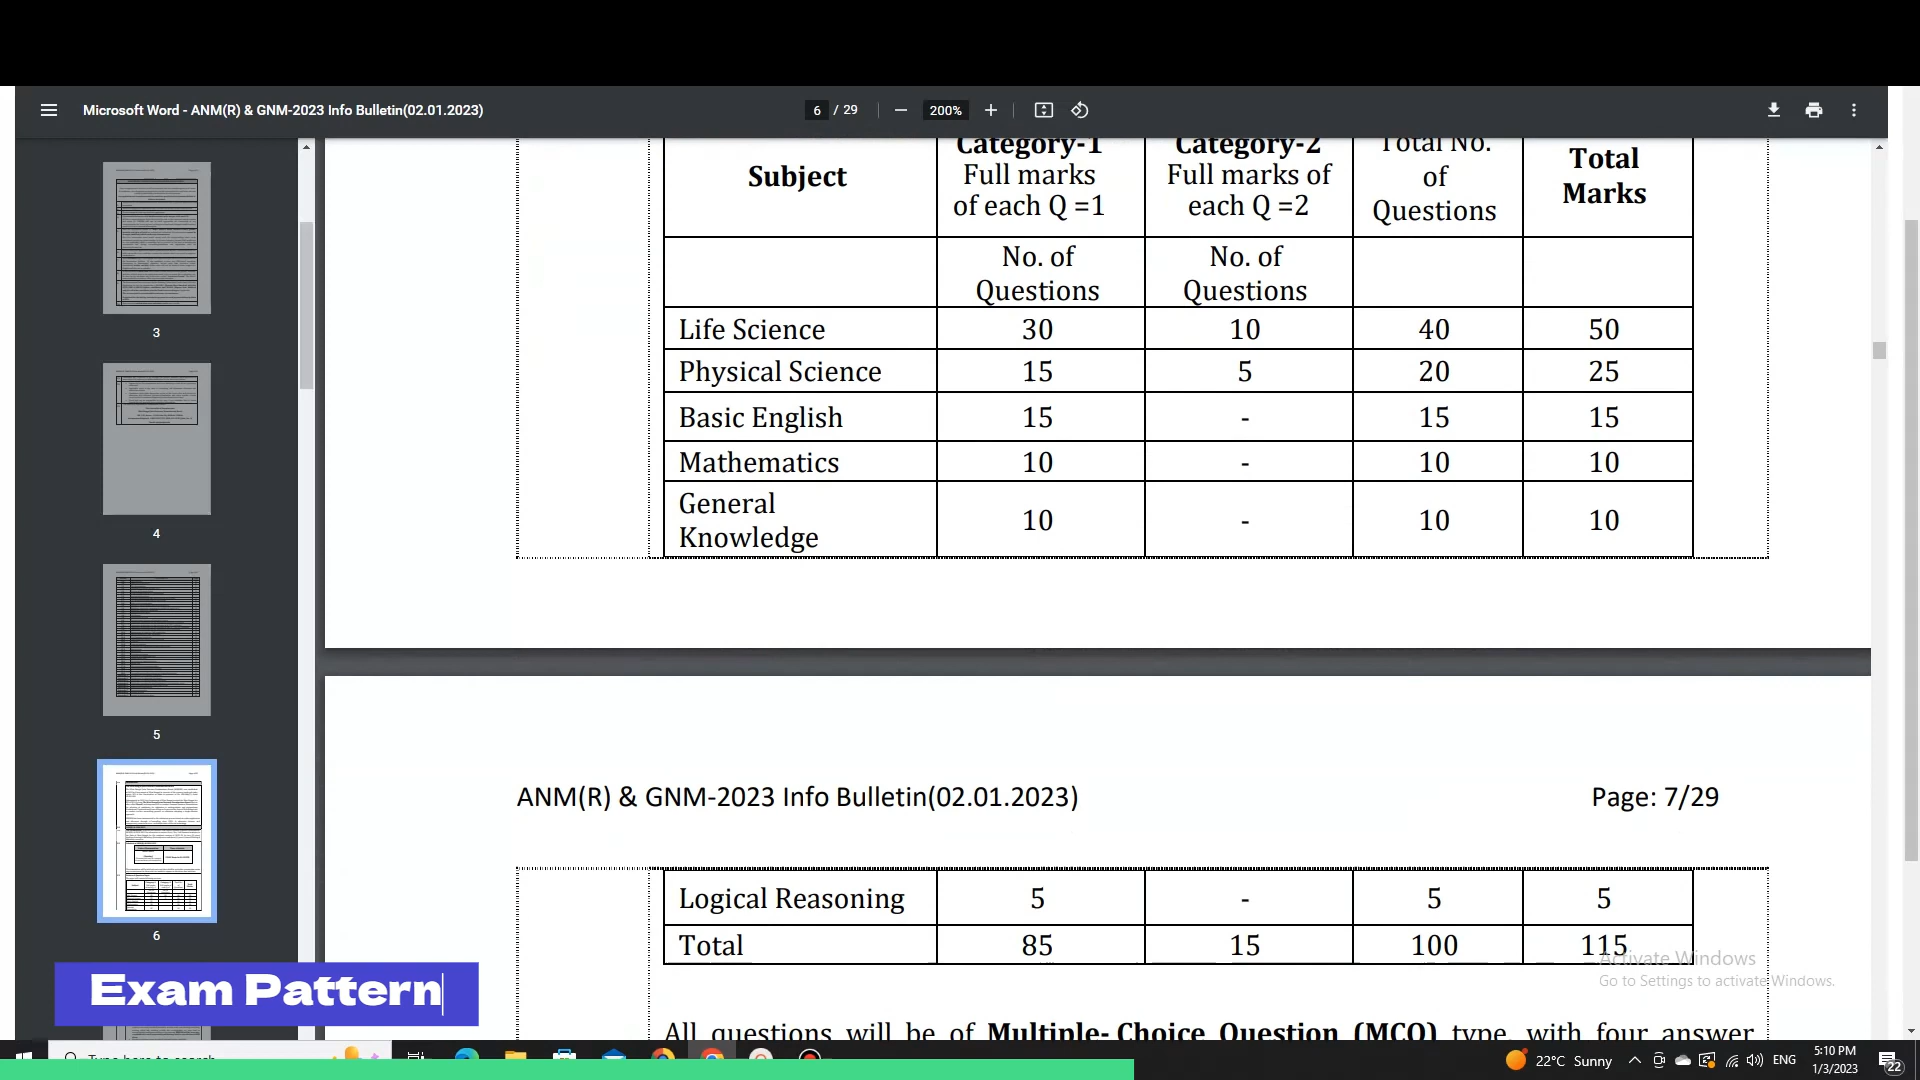 Microsoft Word - ANM(R) & GNM-2023 Info Bulletin(02.01.2023)
6 / 29
200%
Subject
Category-1
Full marks
of each Q =1
Category-2
Full marks of
each Q =2
Total No.
of
Questions
Total
Marks
No. of
Questions
No. of
Questions
Life Science 30 10 40 50
Physical Science 15 5 20 25
Basic English 15 - 15 15
Mathematics 10 - 10 10
General
Knowledge
10 - 10 10
3
4
5
6
ANM(R) & GNM-2023 Info Bulletin(02.01.2023) Page: 7/29
Logical Reasoning 5 - 5 5
Total 85 15 100 115
Activate Windows
Go to Settings to activate Windows.
All questions will be of Multiple- Choice Question (MCQ) type, with four answer
Exam Pattern
Type here to search
22°C Sunny
ENG
5:10 PM
1/3/2023
22